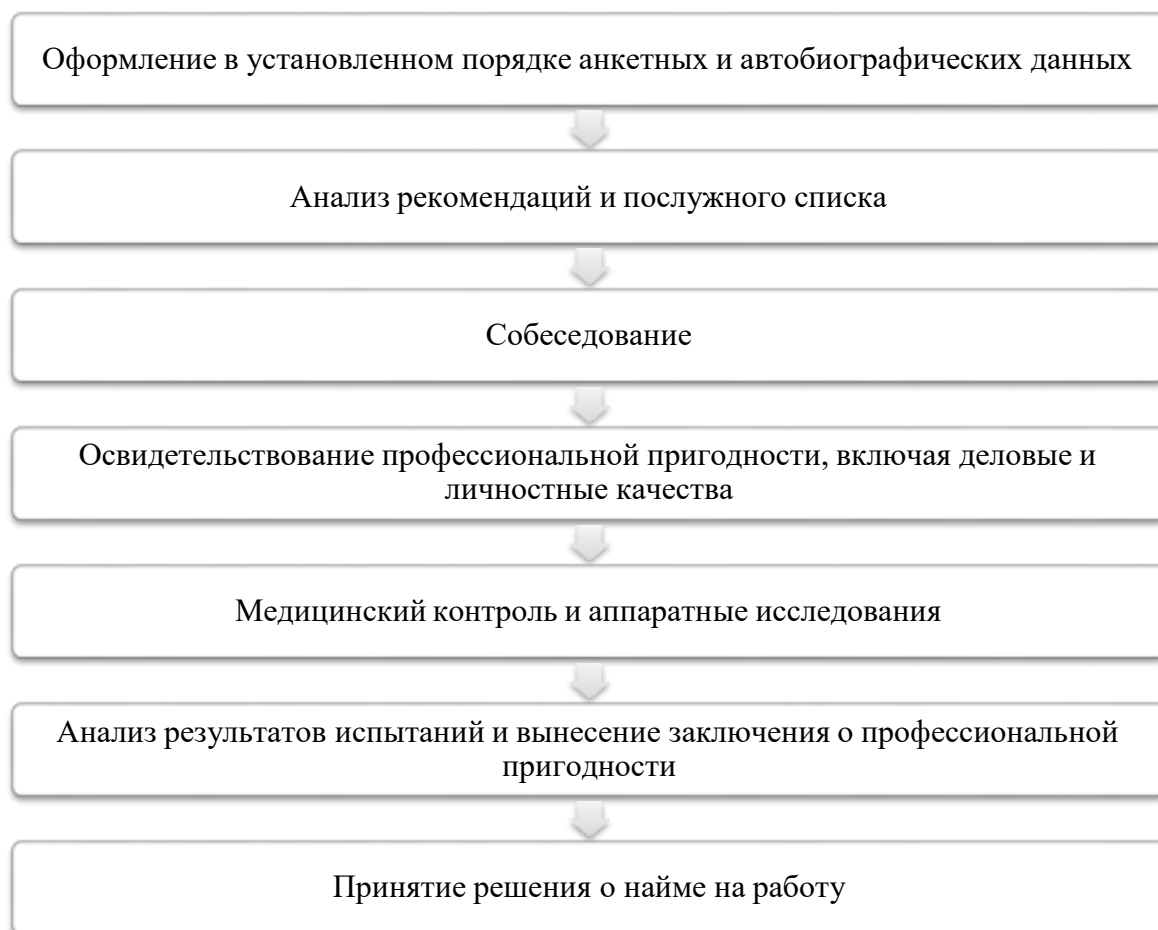 Оформление в установленном порядке анкетных и автобиографических данных
Анализ рекомендаций и послужного списка
Собеседование
Освидетельствование профессиональной пригодности, включая деловые и
личностные качества
Медицинский контроль и аппаратные исследования
Анализ результатов испытаний и вынесение заключения о профессиональной
пригодности
Принятие решения о найме на работу